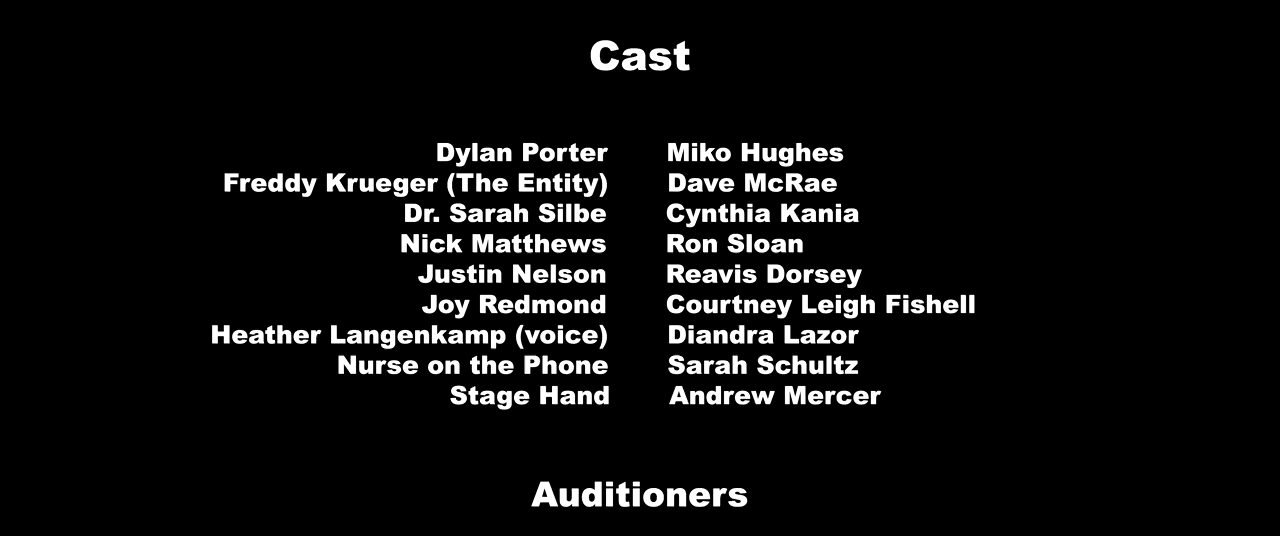 Cast
Dylan Porter Miko Hughes
Freddy Krueger (The Entity) Dave McRae
Dr. Sarah Silbe Cynthia Kania
Nick Matthews Ron Sloan
Justin Nelson Reavis Dorsey
Joy Redmond Courtney Leigh Fishell
Heather Langenkamp (voice) Diandra Lazor
Nurse on the Phone Sarah Schultz
Stage Hand Andrew Mercer
Auditioners